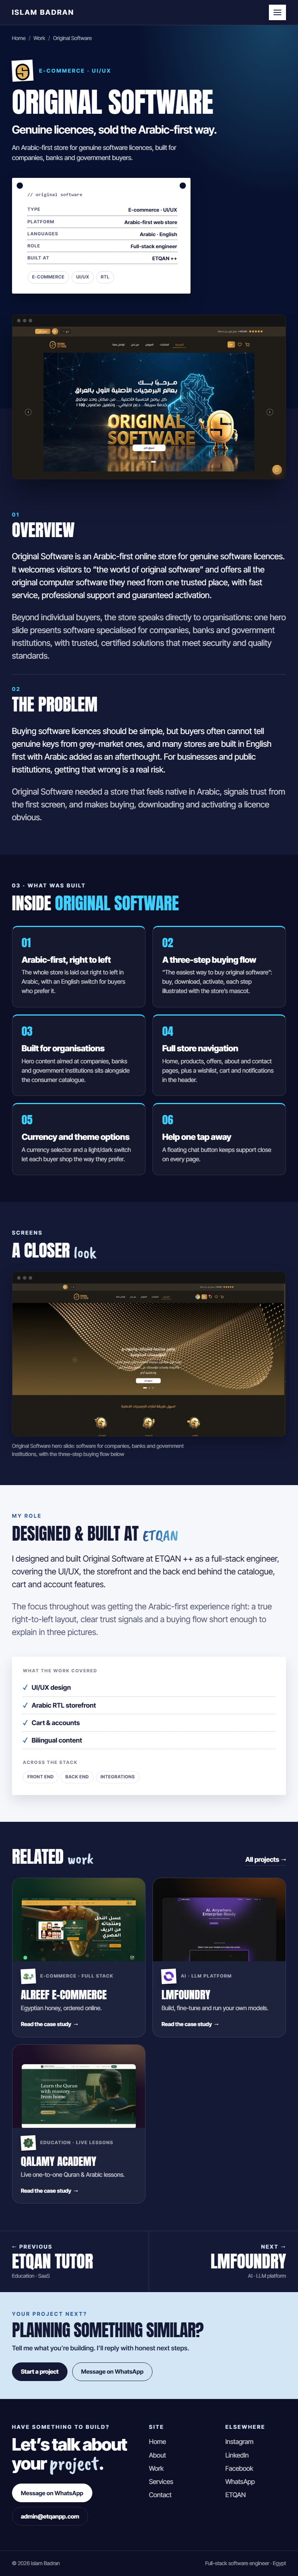 ISLAM BADRAN
Home / Work / Original Software
E-COMMERCE · UI/UX
ORIGINAL SOFTWARE
Genuine licences, sold the Arabic-first way.
An Arabic-first store for genuine software licences, built for
companies, banks and government buyers.
// original software
TYPE E-commerce · UI/UX
PLATFORM Arabic-first web store
LANGUAGES Arabic · English
ROLE Full-stack engineer
BUILT AT ETQAN ++
E-COMMERCE UI/UX RTL
مرحبًا بك
بعالم البرمجيات الأصلية الأول بالعراق
ORIGINAL
SOFTWARE
01
OVERVIEW
Original Software is an Arabic-first online store for genuine software licences.
It welcomes visitors to "the world of original software" and offers all the
original computer software they need from one trusted place, with fast
service, professional support and guaranteed activation.
Beyond individual buyers, the store speaks directly to organisations: one hero
slide presents software specialised for companies, banks and government
institutions, with trusted, certified solutions that meet security and quality
standards.
02
THE PROBLEM
Buying software licences should be simple, but buyers often cannot tell
genuine keys from grey-market ones, and many stores are built in English
first with Arabic added as an afterthought. For businesses and public
institutions, getting that wrong is a real risk.
Original Software needed a store that feels native in Arabic, signals trust from
the first screen, and makes buying, downloading and activating a licence
obvious.
03 · WHAT WAS BUILT
INSIDE ORIGINAL SOFTWARE
01
Arabic-first, right to left
The whole store is laid out right to left in
Arabic, with an English switch for buyers
who prefer it.
02
A three-step buying flow
"The easiest way to buy original software":
buy, download, activate, each step
illustrated with the store's mascot.
03
Built for organisations
Hero content aimed at companies, banks
and government institutions sits alongside
the consumer catalogue.
04
Full store navigation
Home, products, offers, about and contact
pages, plus a wishlist, cart and notifications
in the header.
05
Currency and theme options
A currency selector and a light/dark switch
let each buyer shop the way they prefer.
06
Help one tap away
A floating chat button keeps support close
on every page.
SCREENS
A CLOSER look
Original Software hero slide: software for companies, banks and government
institutions, with the three-step buying flow below
MY ROLE
DESIGNED & BUILT AT ETQAN
I designed and built Original Software at ETQAN ++ as a full-stack engineer,
covering the UI/UX, the storefront and the back end behind the catalogue,
cart and account features.
The focus throughout was getting the Arabic-first experience right: a true
right-to-left layout, clear trust signals and a buying flow short enough to
explain in three pictures.
WHAT THE WORK COVERED
✓ UI/UX design
✓ Arabic RTL storefront
✓ Cart & accounts
✓ Bilingual content
ACROSS THE STACK
FRONT END BACK END INTEGRATIONS
RELATED work
All projects →
E-COMMERCE · FULL STACK
ALREEF E-COMMERCE
Egyptian honey, ordered online.
Read the case study →
AI · LLM PLATFORM
LMFOUNDRY
Build, fine-tune and run your own models.
Read the case study →
Learn the Quran
with mastery
from home
EDUCATION · LIVE LESSONS
QALAMY ACADEMY
Live one-to-one Quran & Arabic lessons.
Read the case study →
← PREVIOUS
ETQAN TUTOR
Education · SaaS
NEXT →
LMFOUNDRY
AI · LLM platform
YOUR PROJECT NEXT?
PLANNING SOMETHING SIMILAR?
Tell me what you're building. I'll reply with honest next steps.
Start a project
Message on WhatsApp
HAVE SOMETHING TO BUILD?
Let's talk about
your project.
Message on WhatsApp
admin@etqanpp.com
SITE
Home
About
Work
Services
Contact
ELSEWHERE
Instagram
LinkedIn
Facebook
WhatsApp
ETQAN
© 2026 Islam Badran
Full-stack software engineer · Egypt